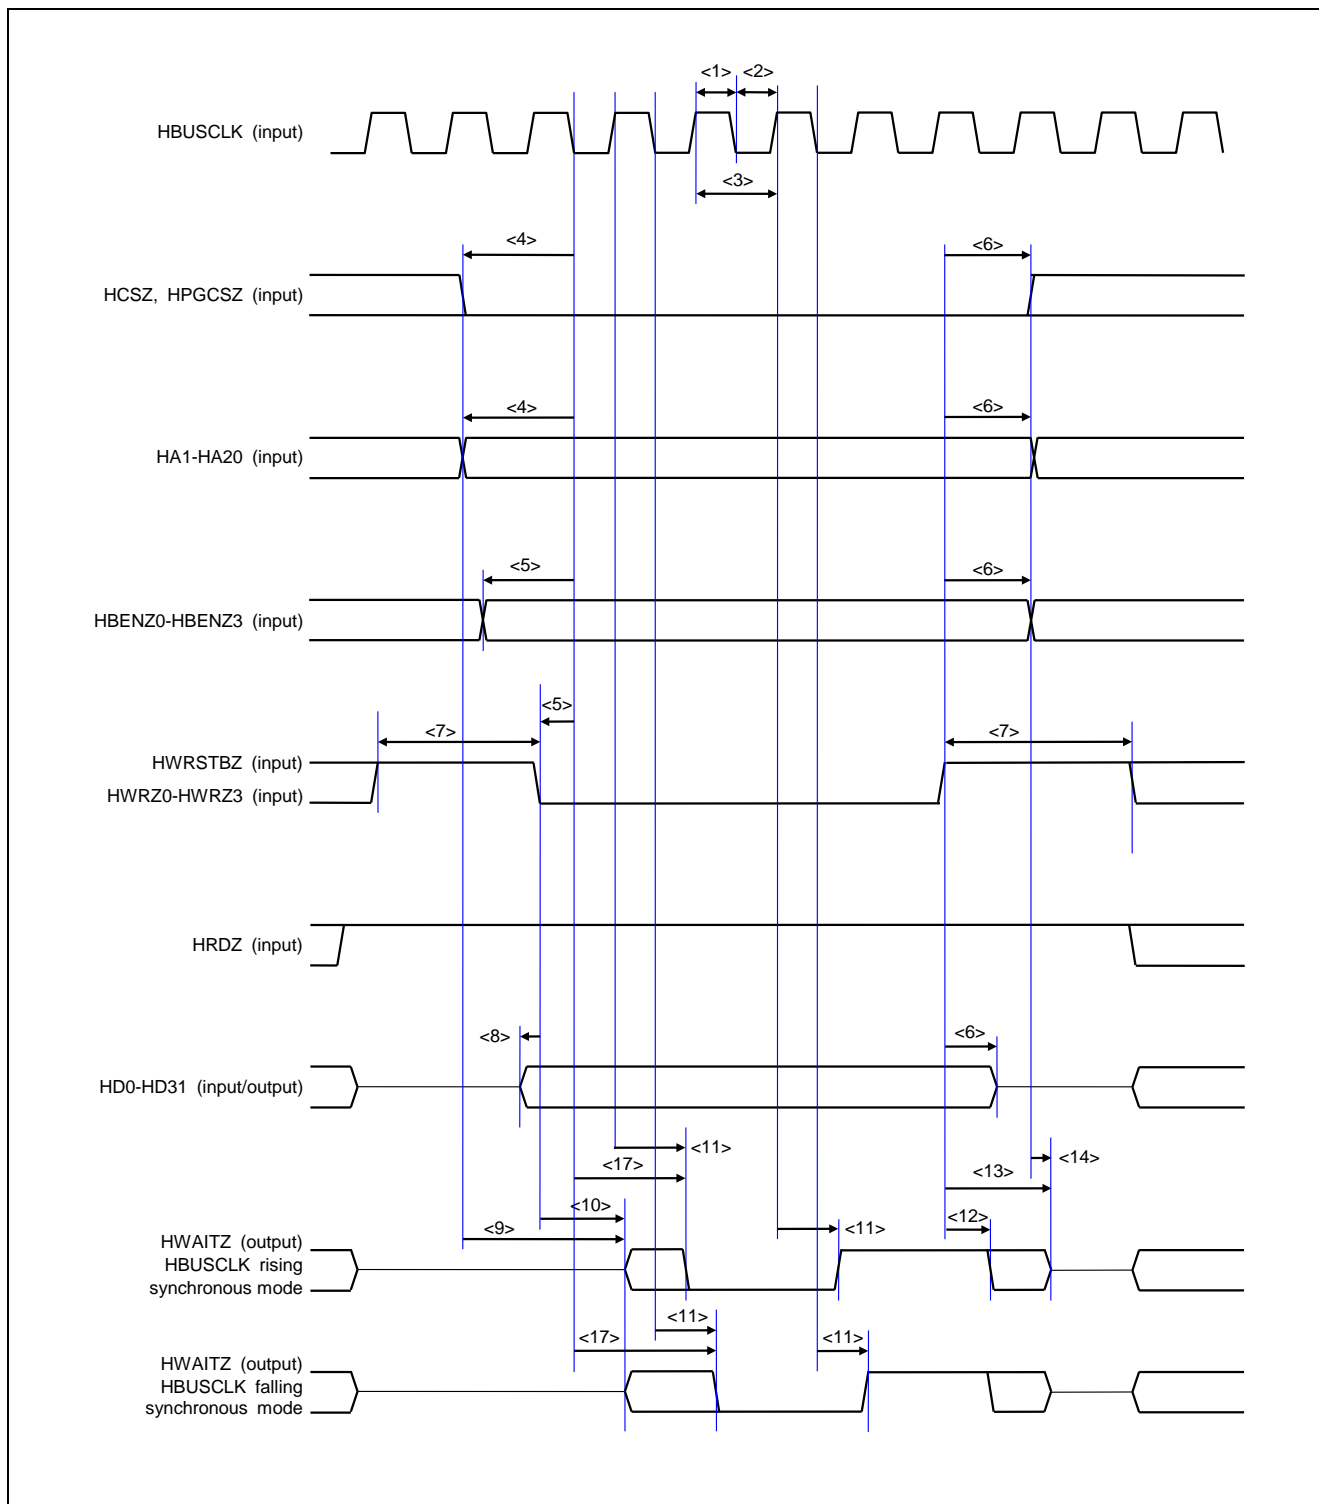 <1> <2>
HBUSCLK (input)
<3>
<4> <6>
HCSZ, HPGCSZ (input)
<4> <6>
HA1-HA20 (input)
<5> <6>
HBENZ0-HBENZ3 (input)
<5>
<7> <7>
HWRSTBZ (input)
HWRZ0-HWRZ3 (input)
HRDZ (input)
<8> <6>
HD0-HD31 (input/output)
<11> <14>
<17> <13>
<10> <12>
<9> <11>
HWAITZ (output)
HBUSCLK rising
synchronous mode
<11>
<17> <11>
HWAITZ (output)
HBUSCLK falling
synchronous mode